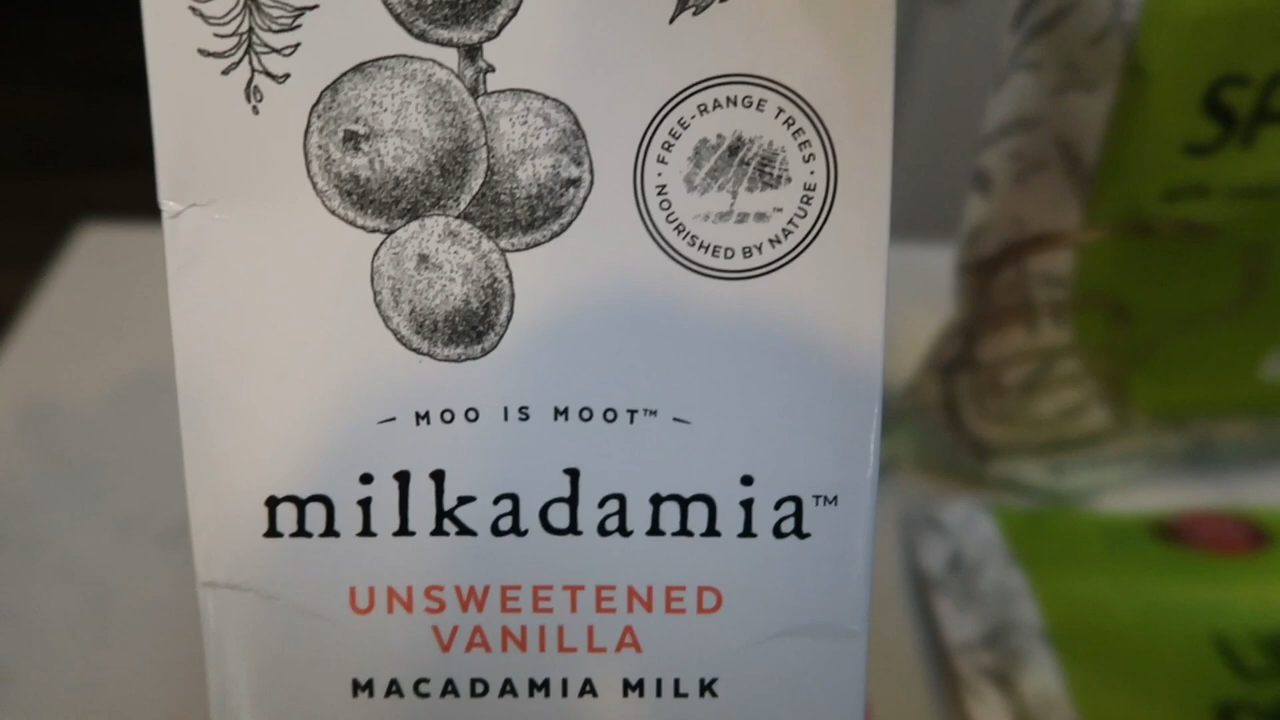 FREE-RANGE TREES
NOURISHED BY NATURE
MOO IS MOOT™
milkadamia™
UNSWEETENED
VANILLA
MACADAMIA MILK